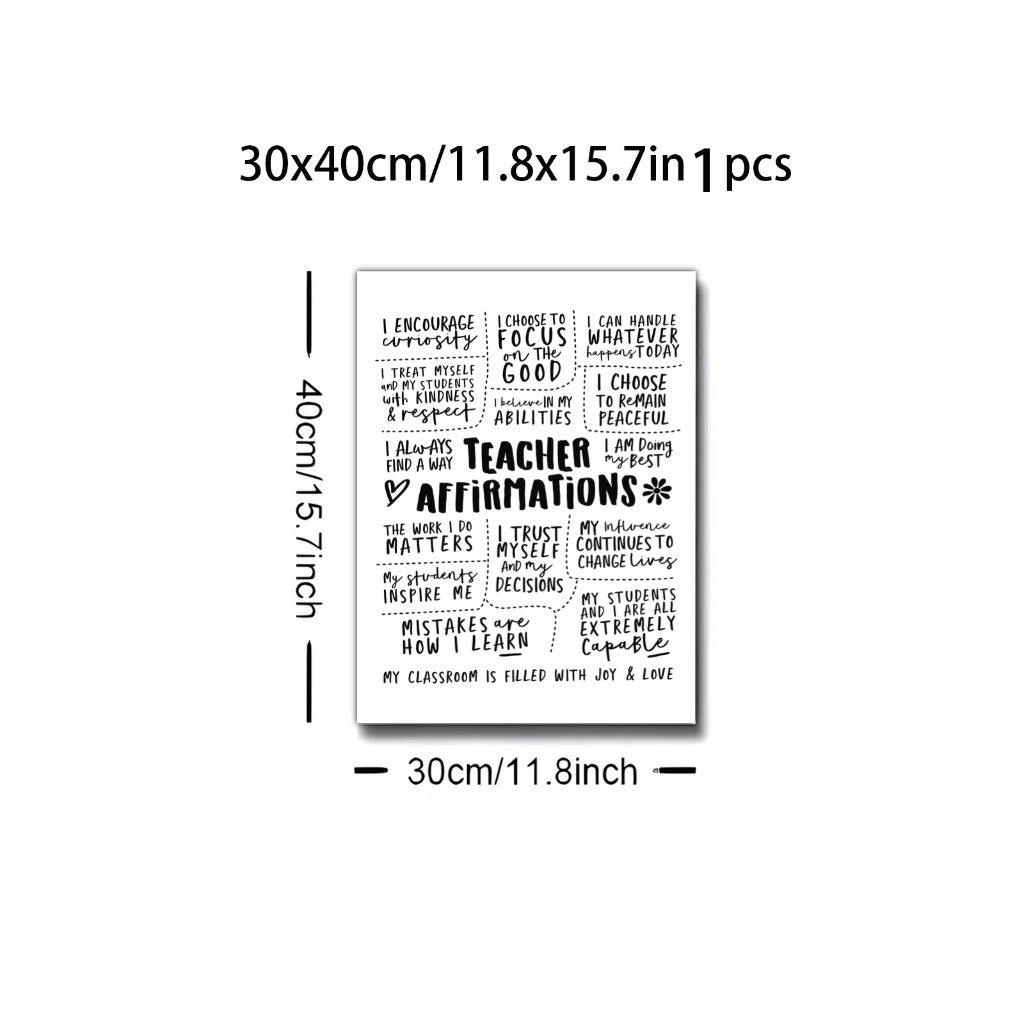 30x40cm/11.8x15.7in 1 pcs
40cm/15.7inch
I ENCOURAGE
curiosity
I CHOOSE TO
FOCUS
on THE
GOOD
I CAN HANDLE
WHATEVER
happens TODAY
I TREAT MYSELF
and MY STUDENTS
with KINDNESS
& respect
I believe IN MY
ABILITIES
I CHOOSE
TO ReMAIN
PEACEFUL
I ALwAYS
FIND A WAY
TEACHER
AFFiRMATiONS
I AM Doing
my BEST
THE WORK I DO
MATTERS
I TRUST
MYSELF
AnD my
DECISIONS
MY Influence
CONTINUES TO
CHANGE Lives
My students
INSPIRE ME
MISTAKES are
HOW I LEARN
MY STUDENTS
AND I ARE ALL
EXTREMELY
CapaBLe
MY CLASSROOM IS FILLED WITH JOY & LOVE
30cm/11.8inch